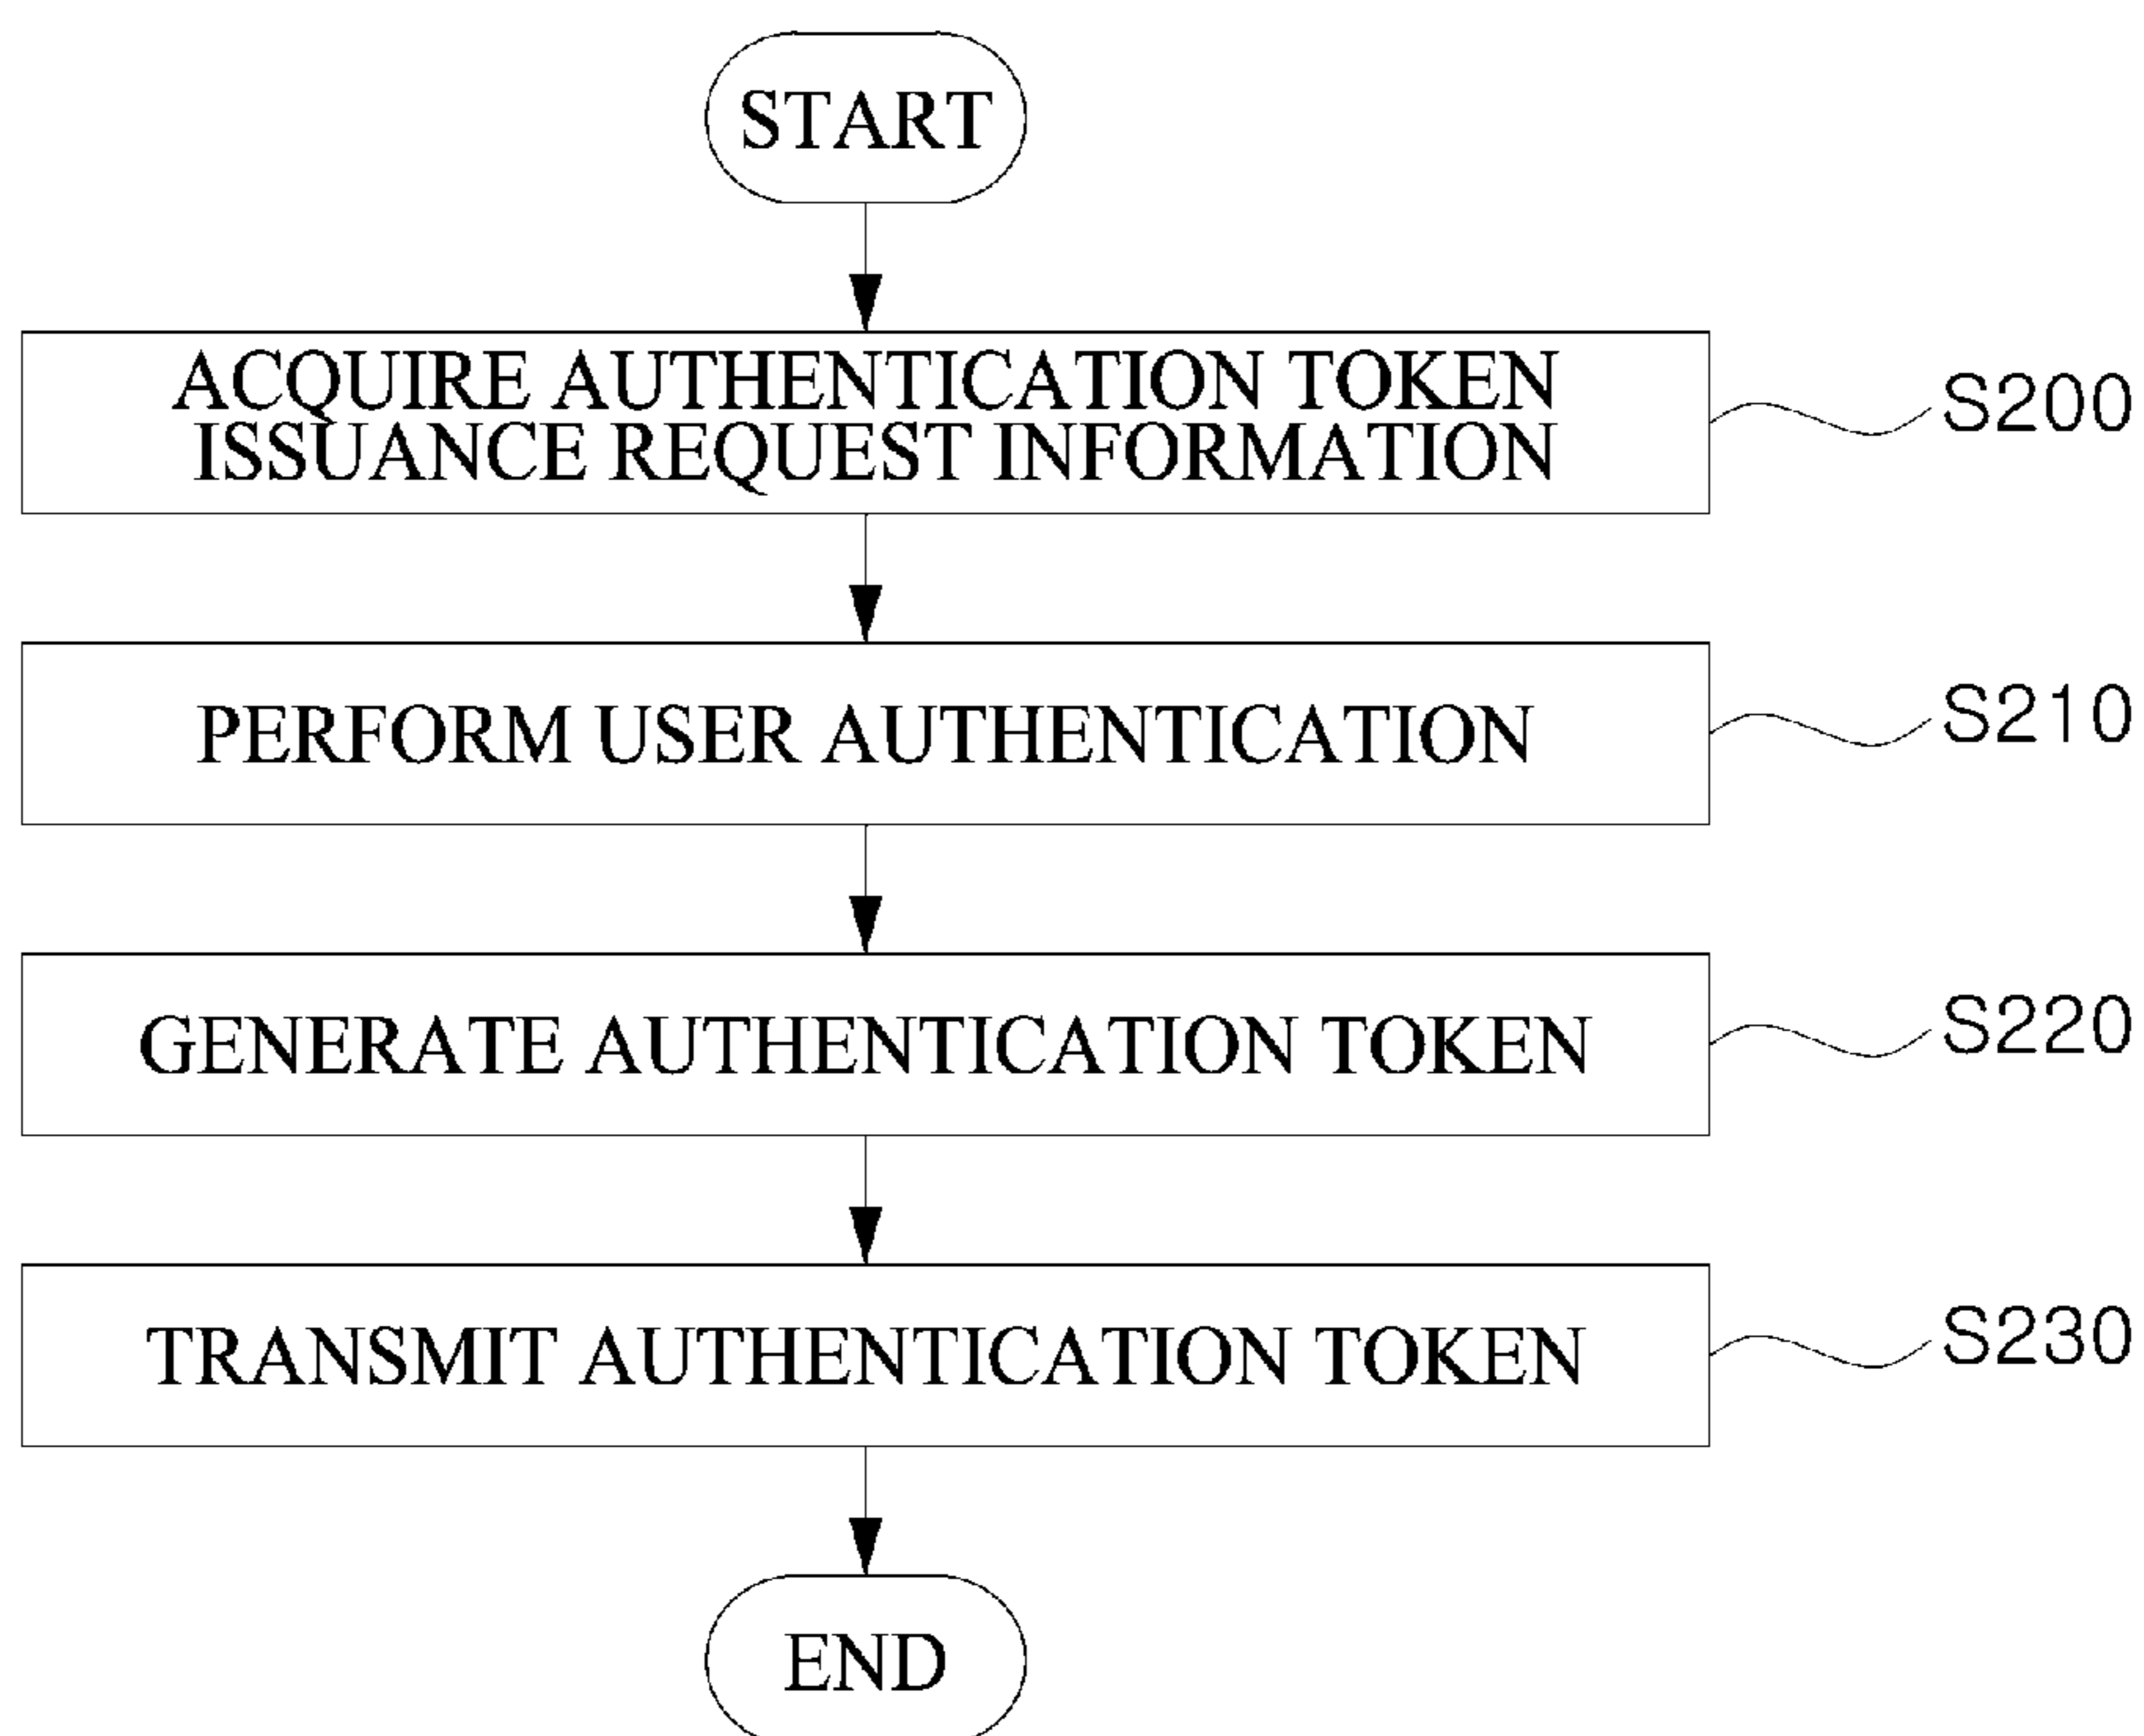 START
ACQUIRE AUTHENTICATION TOKEN
ISSUANCE REQUEST INFORMATION
S200
PERFORM USER AUTHENTICATION
S210
GENERATE AUTHENTICATION TOKEN
S220
TRANSMIT AUTHENTICATION TOKEN
S230
END